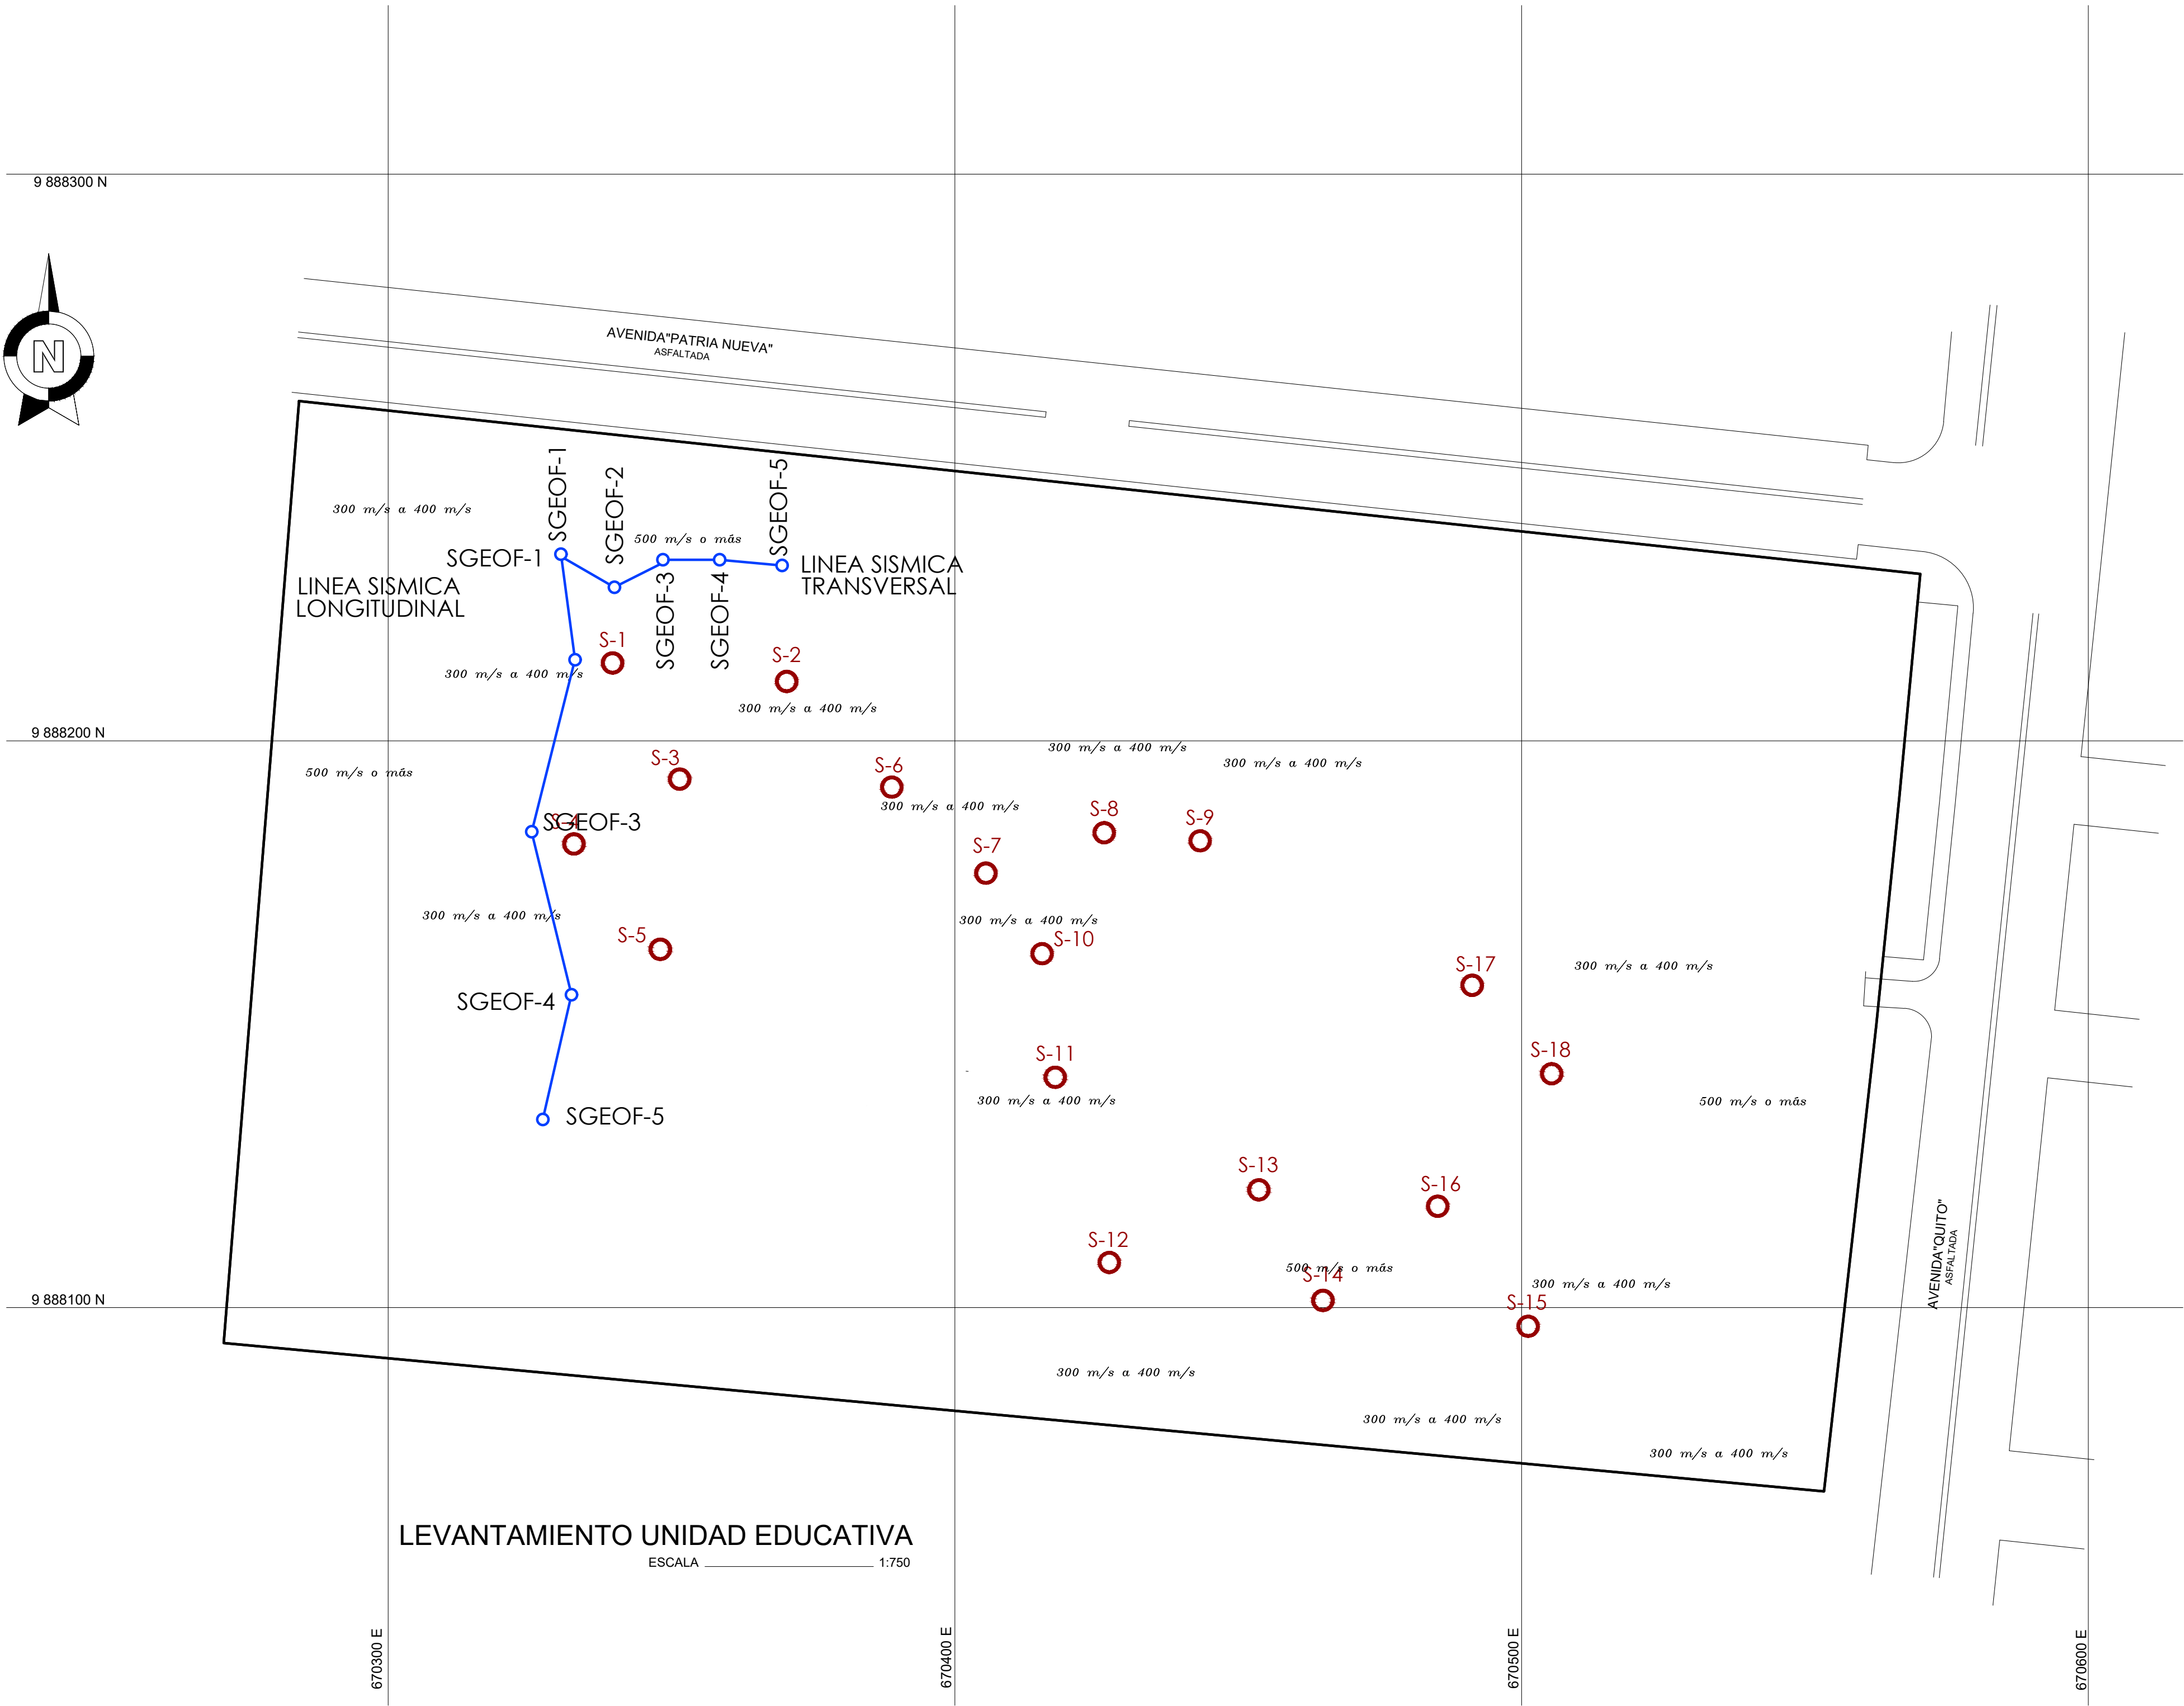 9 888300 N
N
AVENIDA"PATRIA NUEVA"
ASFALTADA
SGEOF-1
SGEOF-2
SGEOF-5
300 m/s a 400 m/s
500 m/s o más
SGEOF-1
LINEA SISMICA
LONGITUDINAL
LINEA SISMICA
TRANSVERSAL
SGEOF-3
SGEOF-4
S-1
S-2
300 m/s a 400 m/s
300 m/s a 400 m/s
9 888200 N
300 m/s a 400 m/s
300 m/s a 400 m/s
500 m/s o más
S-3
S-6
300 m/s a 400 m/s
S-8
S-9
S-4
SGEOF-3
S-7
300 m/s a 400 m/s
300 m/s a 400 m/s
S-5
S-10
S-17
300 m/s a 400 m/s
SGEOF-4
S-11
S-18
300 m/s a 400 m/s
500 m/s o más
SGEOF-5
S-13
S-16
S-12
500 m/s o más
S-14
300 m/s a 400 m/s
S-15
AVENIDA"QUITO"
ASFALTADA
9 888100 N
300 m/s a 400 m/s
300 m/s a 400 m/s
300 m/s a 400 m/s
LEVANTAMIENTO UNIDAD EDUCATIVA
ESCALA 1:750
670300 E
670400 E
670500 E
670600 E